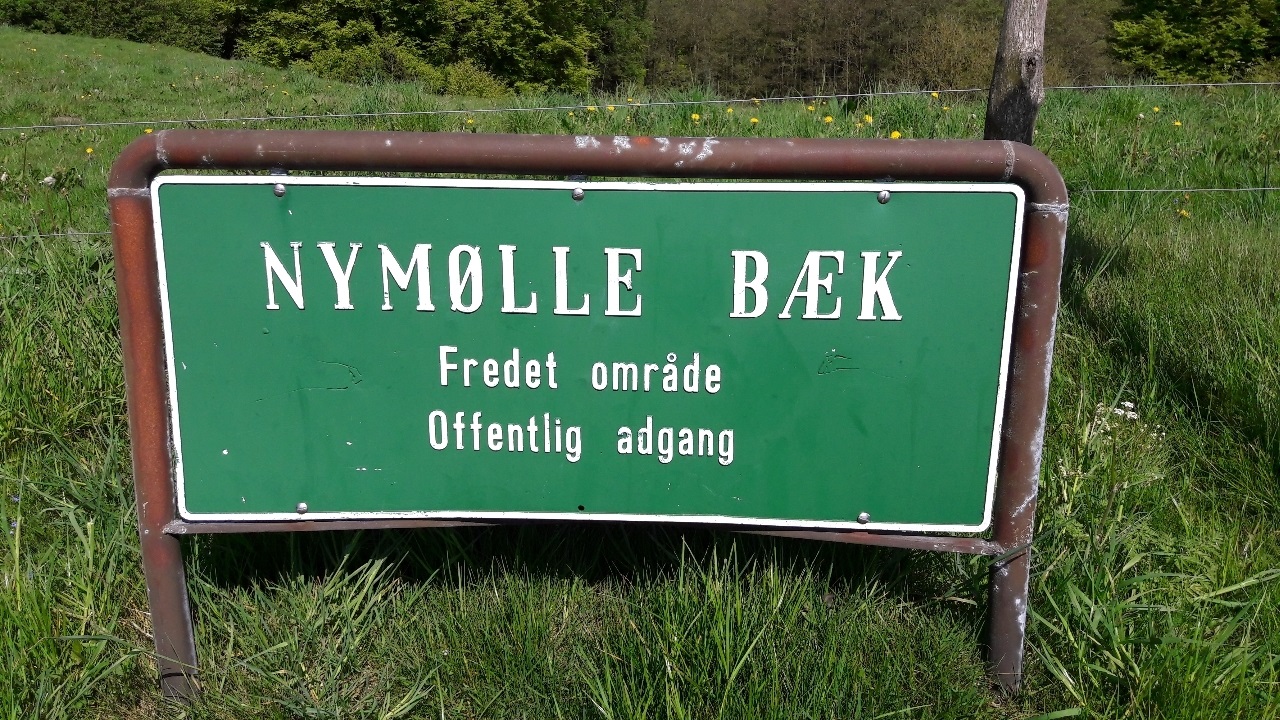 NYMØLLE BÆK
Fredet område
Offentlig adgang